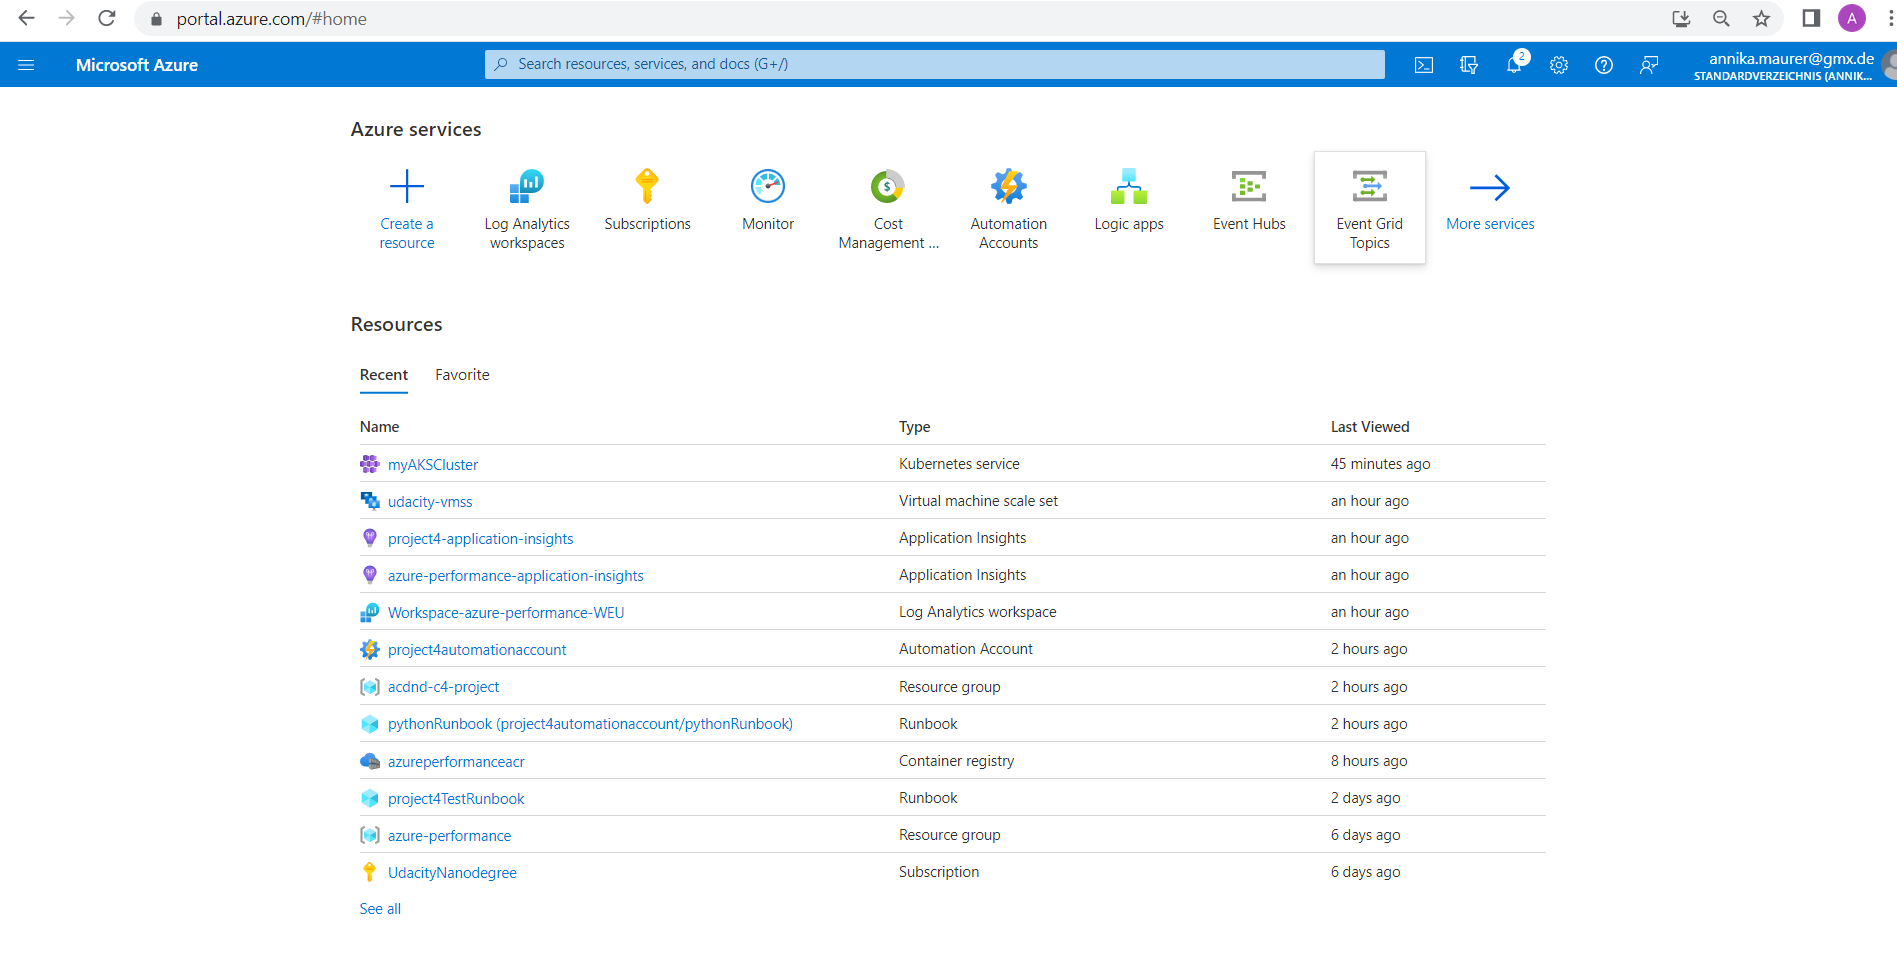 portal.azure.com/#home
A
Microsoft Azure
Search resources, services, and docs (G+/)
2
annika.maurer@gmx.de
STANDARDVERZEICHNIS (ANNIK...
Azure services
Create a
resource
Log Analytics
workspaces
Subscriptions
Monitor
Cost
Management ...
Automation
Accounts
Logic apps
Event Hubs
Event Grid
Topics
More services
Resources
Recent Favorite
Name Type Last Viewed
myAKSCluster Kubernetes service 45 minutes ago
udacity-vmss Virtual machine scale set an hour ago
project4-application-insights Application Insights an hour ago
azure-performance-application-insights Application Insights an hour ago
Workspace-azure-performance-WEU Log Analytics workspace an hour ago
project4automationaccount Automation Account 2 hours ago
acdnd-c4-project Resource group 2 hours ago
pythonRunbook (project4automationaccount/pythonRunbook) Runbook 2 hours ago
azureperformanceacr Container registry 8 hours ago
project4TestRunbook Runbook 2 days ago
azure-performance Resource group 6 days ago
UdacityNanodegree Subscription 6 days ago
See all